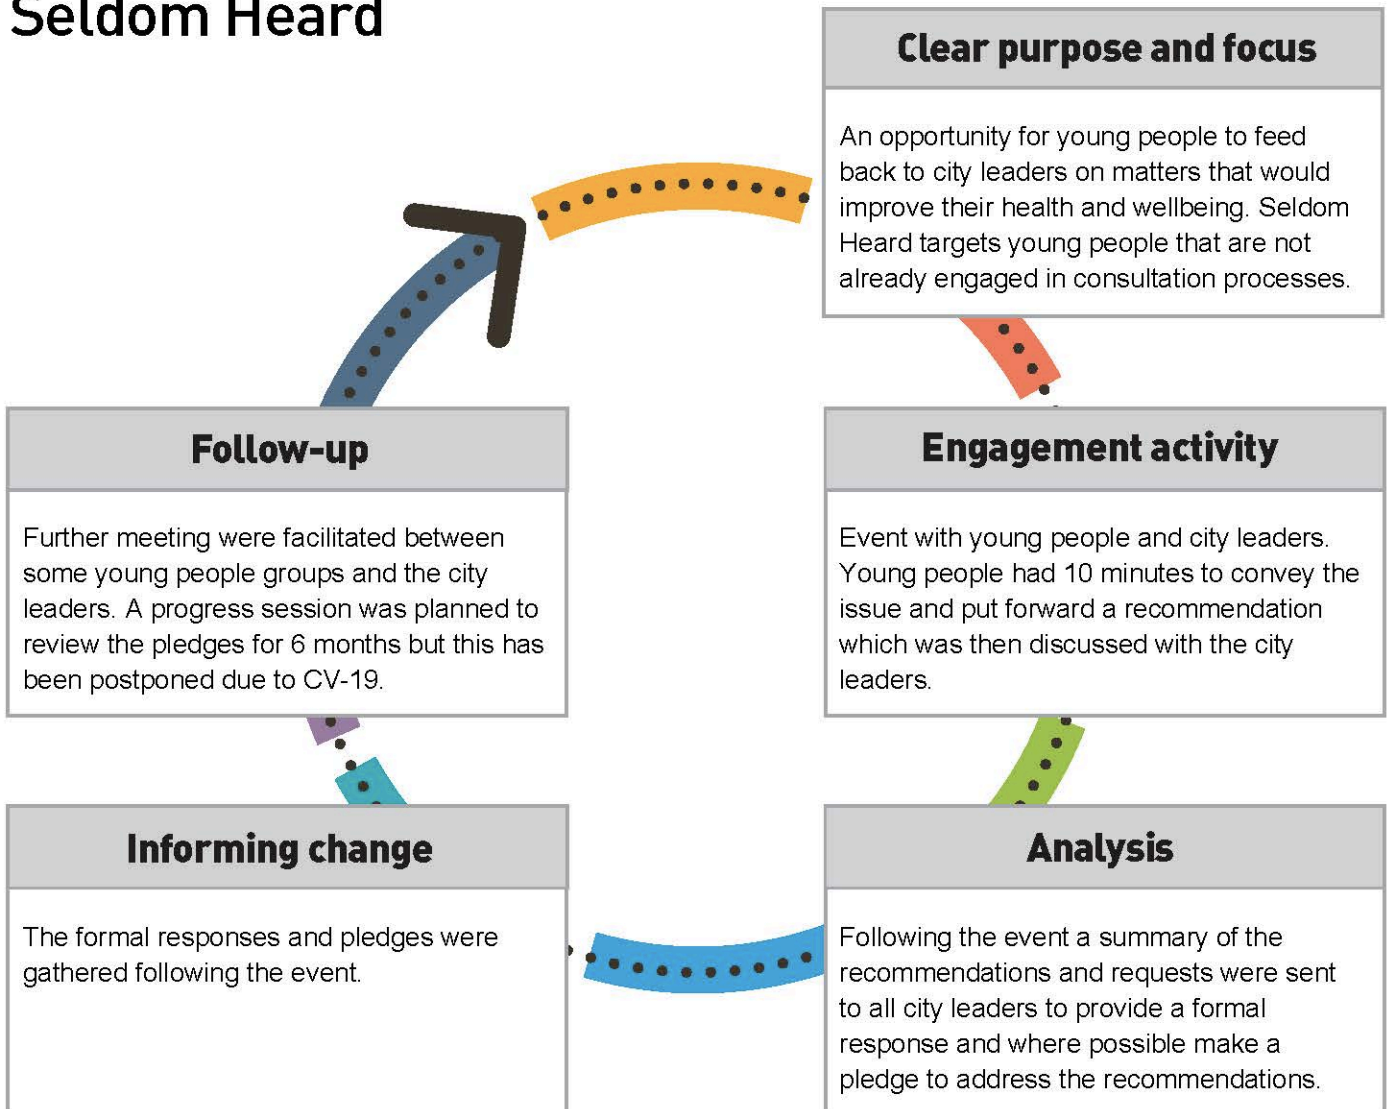 Seldom Heard
Clear purpose and focus
An opportunity for young people to feed
back to city leaders on matters that would
improve their health and wellbeing. Seldom
Heard targets young people that are not
already engaged in consultation processes.
Engagement activity
Event with young people and city leaders.
Young people had 10 minutes to convey the
issue and put forward a recommendation
which was then discussed with the city
leaders.
Analysis
Following the event a summary of the
recommendations and requests were sent
to all city leaders to provide a formal
response and where possible make a
pledge to address the recommendations.
Informing change
The formal responses and pledges were
gathered following the event.
Follow-up
Further meeting were facilitated between
some young people groups and the city
leaders. A progress session was planned to
review the pledges for 6 months but this has
been postponed due to CV-19.